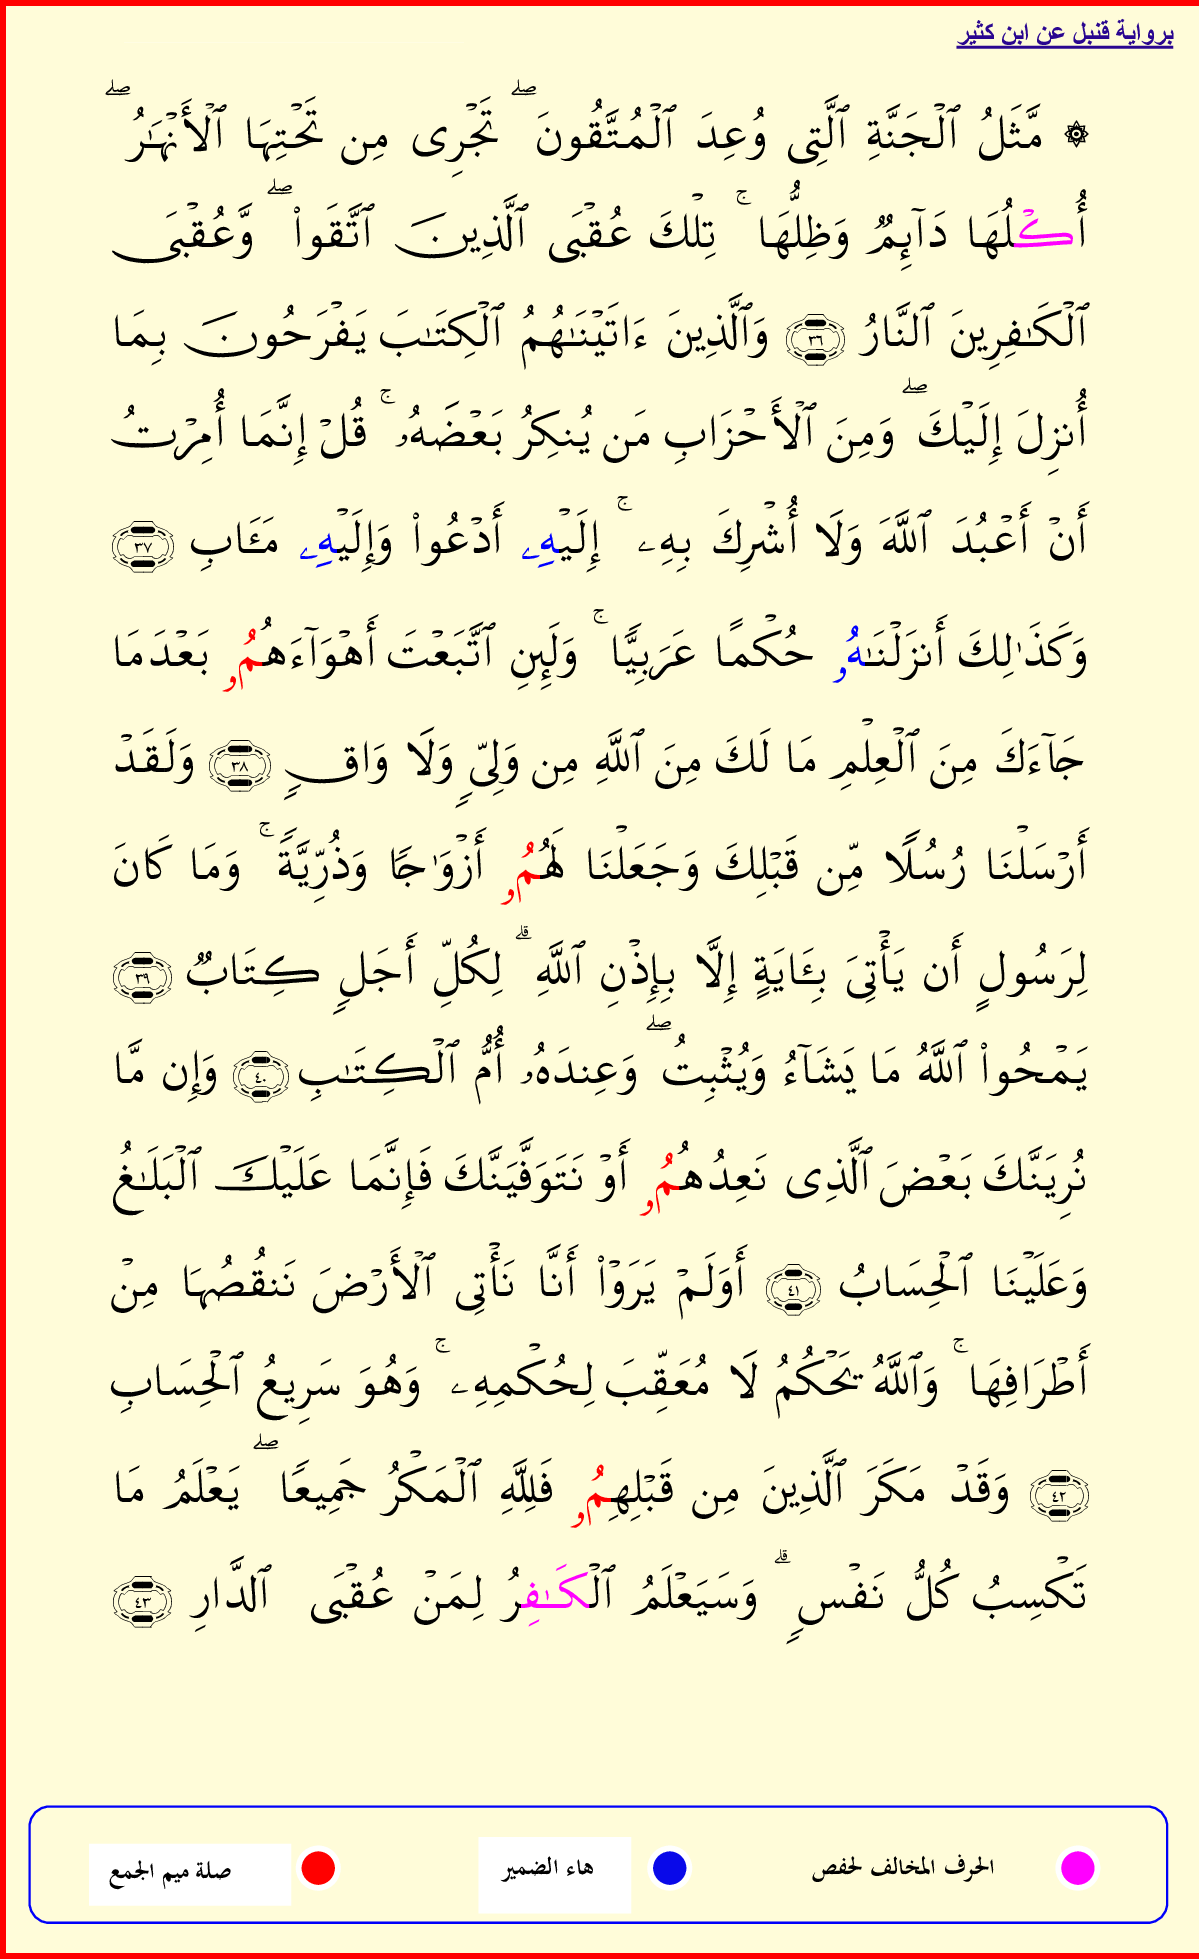 برواية قنبل عن ابن كثير
۞ مَّثَلُ ٱلۡجَنَّةِ ٱلَّتِى وُعِدَ ٱلۡمُتَّقُونَۖ تَجۡرِى مِن تَحۡتِهَا ٱلۡأَنۡهَٰرُۖ
أُكۡلُهَا دَآئِمٌ وَظِلُّهَاۚ تِلۡكَ عُقۡبَى ٱلَّذِينَ ٱتَّقَواْۖ وَّعُقۡبَى
ٱلۡكَٰفِرِينَ ٱلنَّارُ ٣٦ وَٱلَّذِينَ ءَاتَيۡنَٰهُمُ ٱلۡكِتَٰبَ يَفۡرَحُونَ بِمَا
أُنزِلَ إِلَيۡكَۖ وَمِنَ ٱلۡأَحۡزَابِ مَن يُنكِرُ بَعۡضَهُۥۚ قُلۡ إِنَّمَا أُمِرۡتُ
أَنۡ أَعۡبُدَ ٱللَّهَ وَلَا أُشۡرِكَ بِهِۦۚ إِلَيۡهِۦ أَدۡعُواْ وَإِلَيۡهِۦ مَـَٔابِ ٣٧
وَكَذَٰلِكَ أَنزَلۡنَٰهُۥ حُكۡمًا عَرَبِيًّاۚ وَلَئِنِ ٱتَّبَعۡتَ أَهۡوَآءَهُمُۥ بَعۡدَمَا
جَآءَكَ مِنَ ٱلۡعِلۡمِ مَا لَكَ مِنَ ٱللَّهِ مِن وَلِىٍّ وَلَا وَاقٍ ٣٨ وَلَقَدۡ
أَرۡسَلۡنَا رُسُلًا مِّن قَبۡلِكَ وَجَعَلۡنَا لَهُمُۥ أَزۡوَٰجًا وَذُرِّيَّةًۚ وَمَا كَانَ
لِرَسُولٍ أَن يَأۡتِىَ بِـَٔايَةٍ إِلَّا بِإِذۡنِ ٱللَّهِۗ لِكُلِّ أَجَلٍ كِتَابٌ ٣٩
يَمۡحُواْ ٱللَّهُ مَا يَشَآءُ وَيُثۡبِتُۖ وَعِندَهُۥ أُمُّ ٱلۡكِتَٰبِ ٤٠ وَإِن مَّا
نُرِيَنَّكَ بَعۡضَ ٱلَّذِى نَعِدُهُمُۥ أَوۡ نَتَوَفَّيَنَّكَ فَإِنَّمَا عَلَيۡكَ ٱلۡبَلَٰغُ
وَعَلَيۡنَا ٱلۡحِسَابُ ٤١ أَوَلَمۡ يَرَوۡاْ أَنَّا نَأۡتِى ٱلۡأَرۡضَ نَنقُصُهَا مِنۡ
أَطۡرَافِهَاۚ وَٱللَّهُ يَحۡكُمُ لَا مُعَقِّبَ لِحُكۡمِهِۦۚ وَهُوَ سَرِيعُ ٱلۡحِسَابِ
٤٢ وَقَدۡ مَكَرَ ٱلَّذِينَ مِن قَبۡلِهِمُۥ فَلِلَّهِ ٱلۡمَكۡرُ جَمِيعًاۖ يَعۡلَمُ مَا
تَكۡسِبُ كُلُّ نَفۡسٍۗ وَسَيَعۡلَمُ ٱلۡكَٰفِرُ لِمَنۡ عُقۡبَى ٱلدَّارِ ٤٣
الحرف المخالف لحفص هاء الضمير صلة ميم الجمع